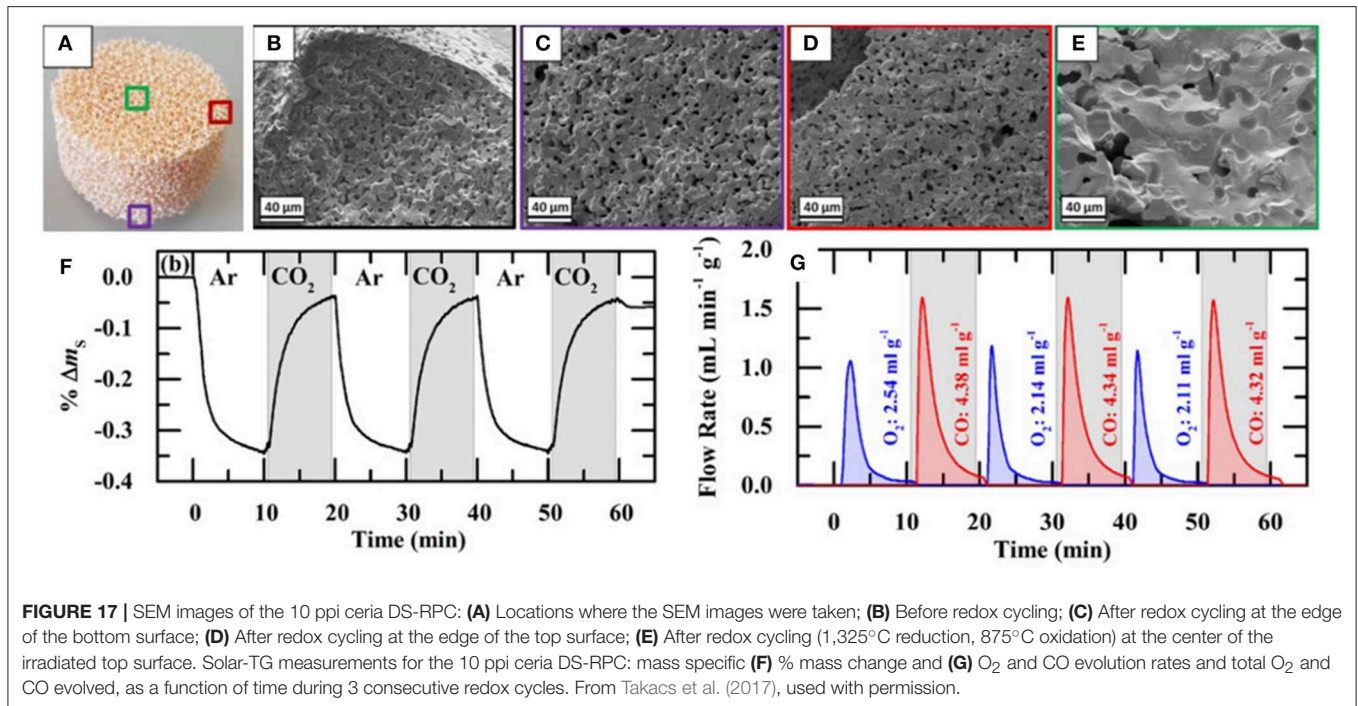 A
B
C
D
E
40 µm
40 µm
40 µm
40 µm
F
(b)
Ar
CO₂
Ar
CO₂
Ar
CO₂
0.0
-0.1
-0.2
-0.3
-0.4
% Δmₛ
0 10 20 30 40 50 60
Time (min)
G
2.0
1.5
1.0
0.5
0.0
Flow Rate (mL min⁻¹ g⁻¹)
O₂: 2.54 ml g⁻¹
CO: 4.38 ml g⁻¹
O₂: 2.14 ml g⁻¹
CO: 4.34 ml g⁻¹
O₂: 2.11 ml g⁻¹
CO: 4.32 ml g⁻¹
0 10 20 30 40 50 60
Time (min)
FIGURE 17 | SEM images of the 10 ppi ceria DS-RPC: (A) Locations where the SEM images were taken; (B) Before redox cycling; (C) After redox cycling at the edge
of the bottom surface; (D) After redox cycling at the edge of the top surface; (E) After redox cycling (1,325°C reduction, 875°C oxidation) at the center of the
irradiated top surface. Solar-TG measurements for the 10 ppi ceria DS-RPC: mass specific (F) % mass change and (G) O₂ and CO evolution rates and total O₂ and
CO evolved, as a function of time during 3 consecutive redox cycles. From Takacs et al. (2017), used with permission.